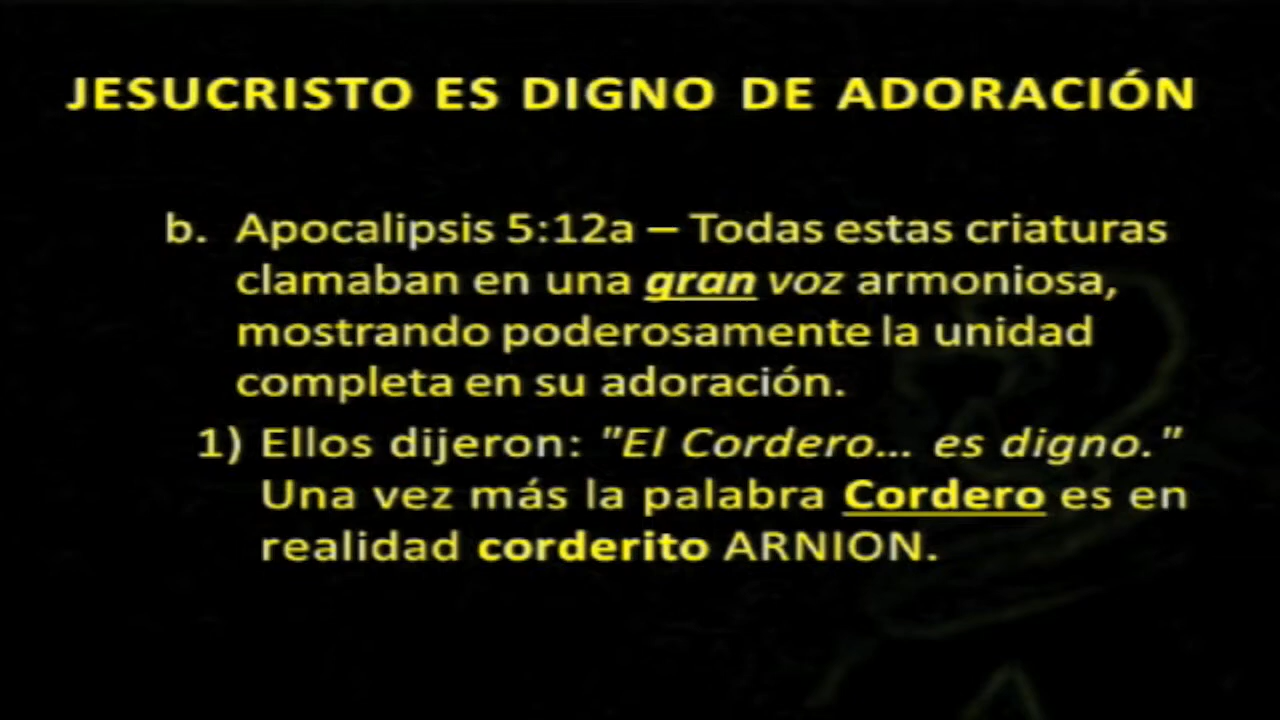 JESUCRISTO ES DIGNO DE ADORACIÓN
b. Apocalipsis 5:12a – Todas estas criaturas
clamaban en una gran voz armoniosa,
mostrando poderosamente la unidad
completa en su adoración.
1) Ellos dijeron: "El Cordero... es digno."
Una vez más la palabra Cordero es en
realidad corderito ARNION.